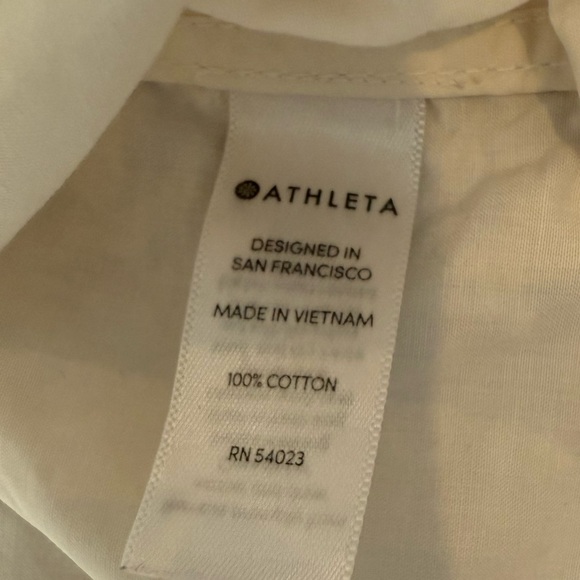 ATHLETA
DESIGNED IN
SAN FRANCISCO
MADE IN VIETNAM
100% COTTON
RN 54023